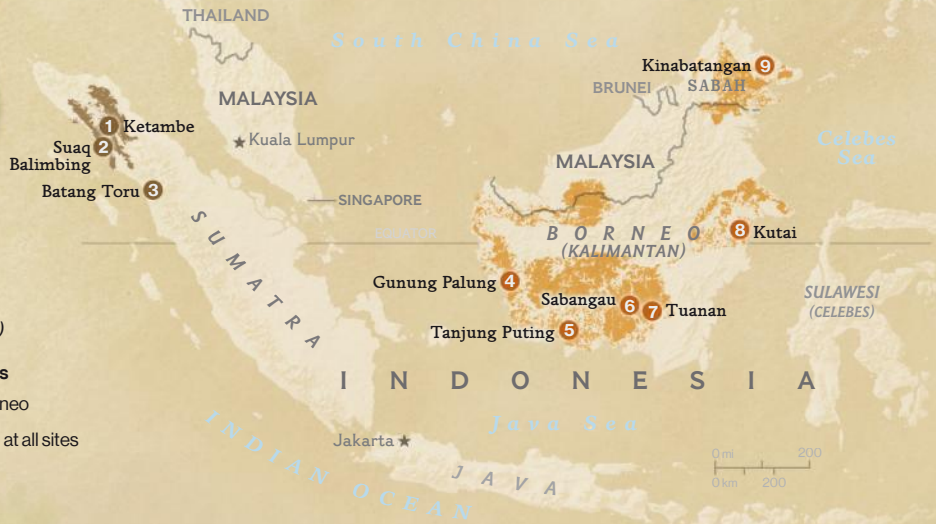 THAILAND
South China Sea
Kinabatangan 9
BRUNEI
SABAH
MALAYSIA
1 Ketambe
Kuala Lumpur
Suaq
Balimbing 2
Celebes
Sea
MALAYSIA
Batang Toru 3
SINGAPORE
SUMATRA
BORNEO
(KALIMANTAN)
8 Kutai
Gunung Palung 4
Sabangau 6
7 Tuanan
SULAWESI
(CELEBES)
Tanjung Puting 5
)
s
INDONESIA
neo
at all sites
INDIAN OCEAN
Java Sea
Jakarta
JAVA
0 mi 200
0 km 200